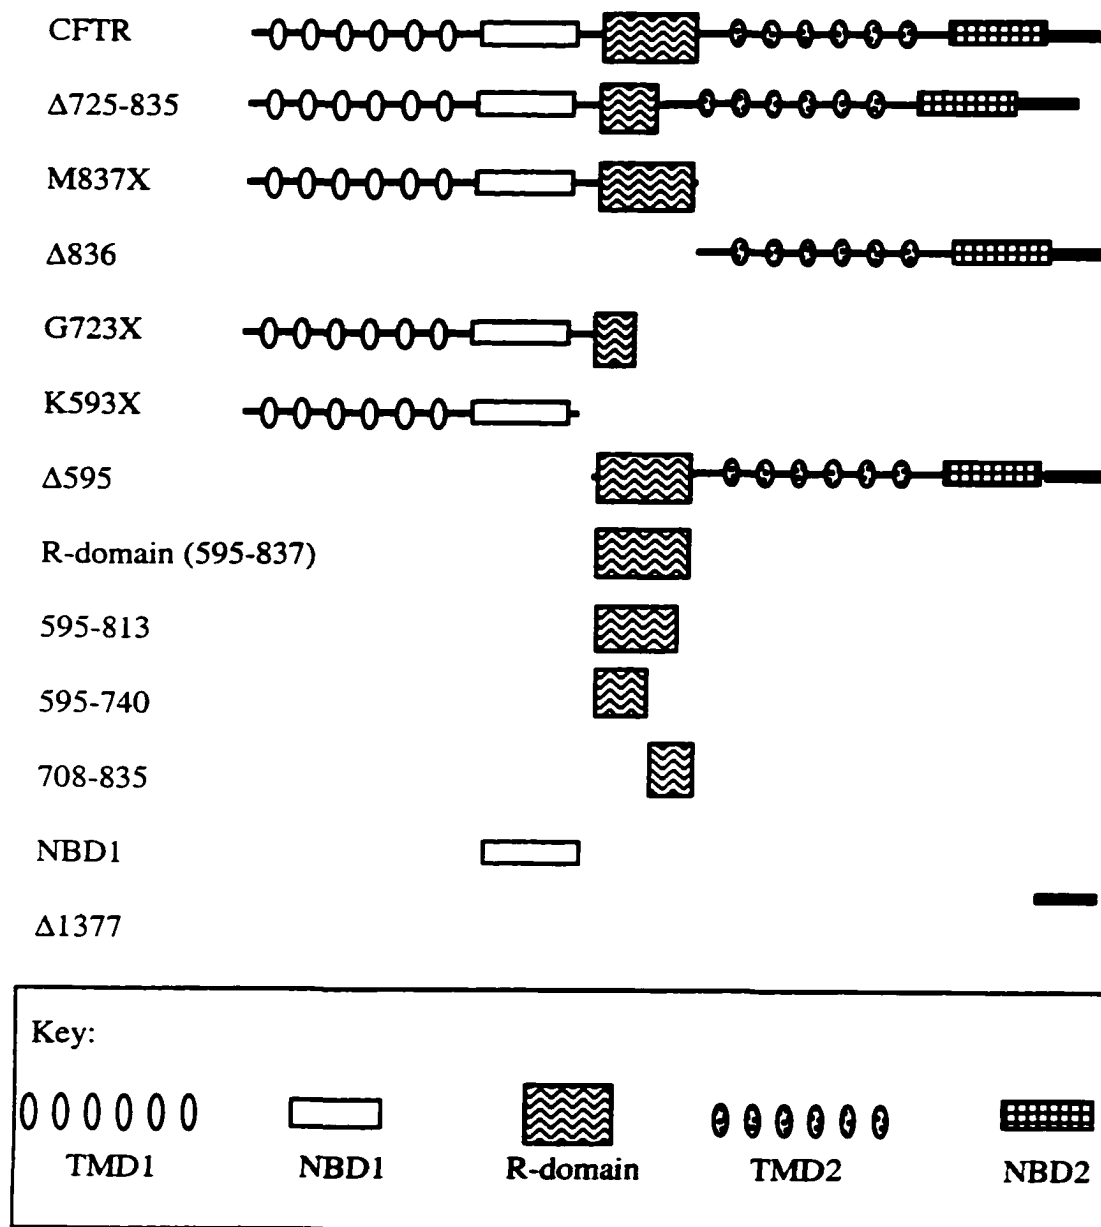 CFTR
Δ725-835
M837X
Δ836
G723X
K593X
Δ595
R-domain (595-837)
595-813
595-740
708-835
NBD1
Δ1377
Key:
TMD1
NBD1
R-domain
TMD2
NBD2